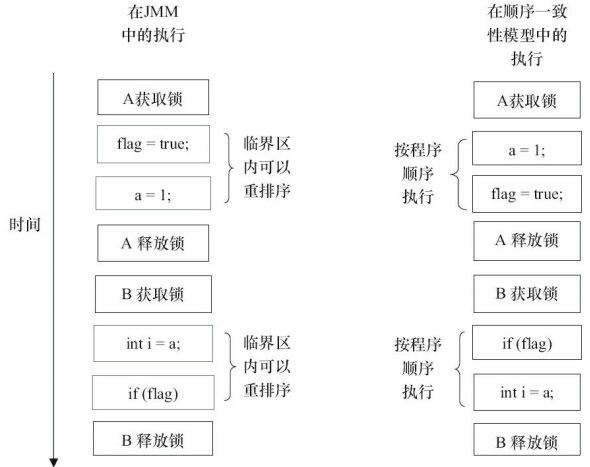 在JMM
中的执行
A获取锁
flag = true;
a = 1;
临界区
内可以
重排序
A 释放锁
B 获取锁
int i = a;
if (flag)
临界区
内可以
重排序
B 释放锁
时间
在顺序一致
性模型中的
执行
A获取锁
a = 1;
flag = true;
按程序
顺序
执行
A 释放锁
B 获取锁
if (flag)
int i = a;
按程序
顺序
执行
B 释放锁